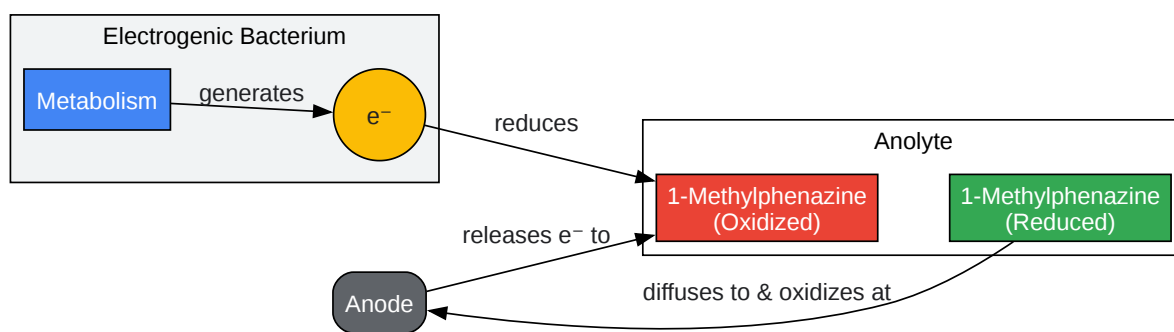 Electrogenic Bacterium
Metabolism
generates
e⁻
reduces
Anolyte
1-Methylphenazine
(Oxidized)
1-Methylphenazine
(Reduced)
releases e⁻ to
diffuses to & oxidizes at
Anode